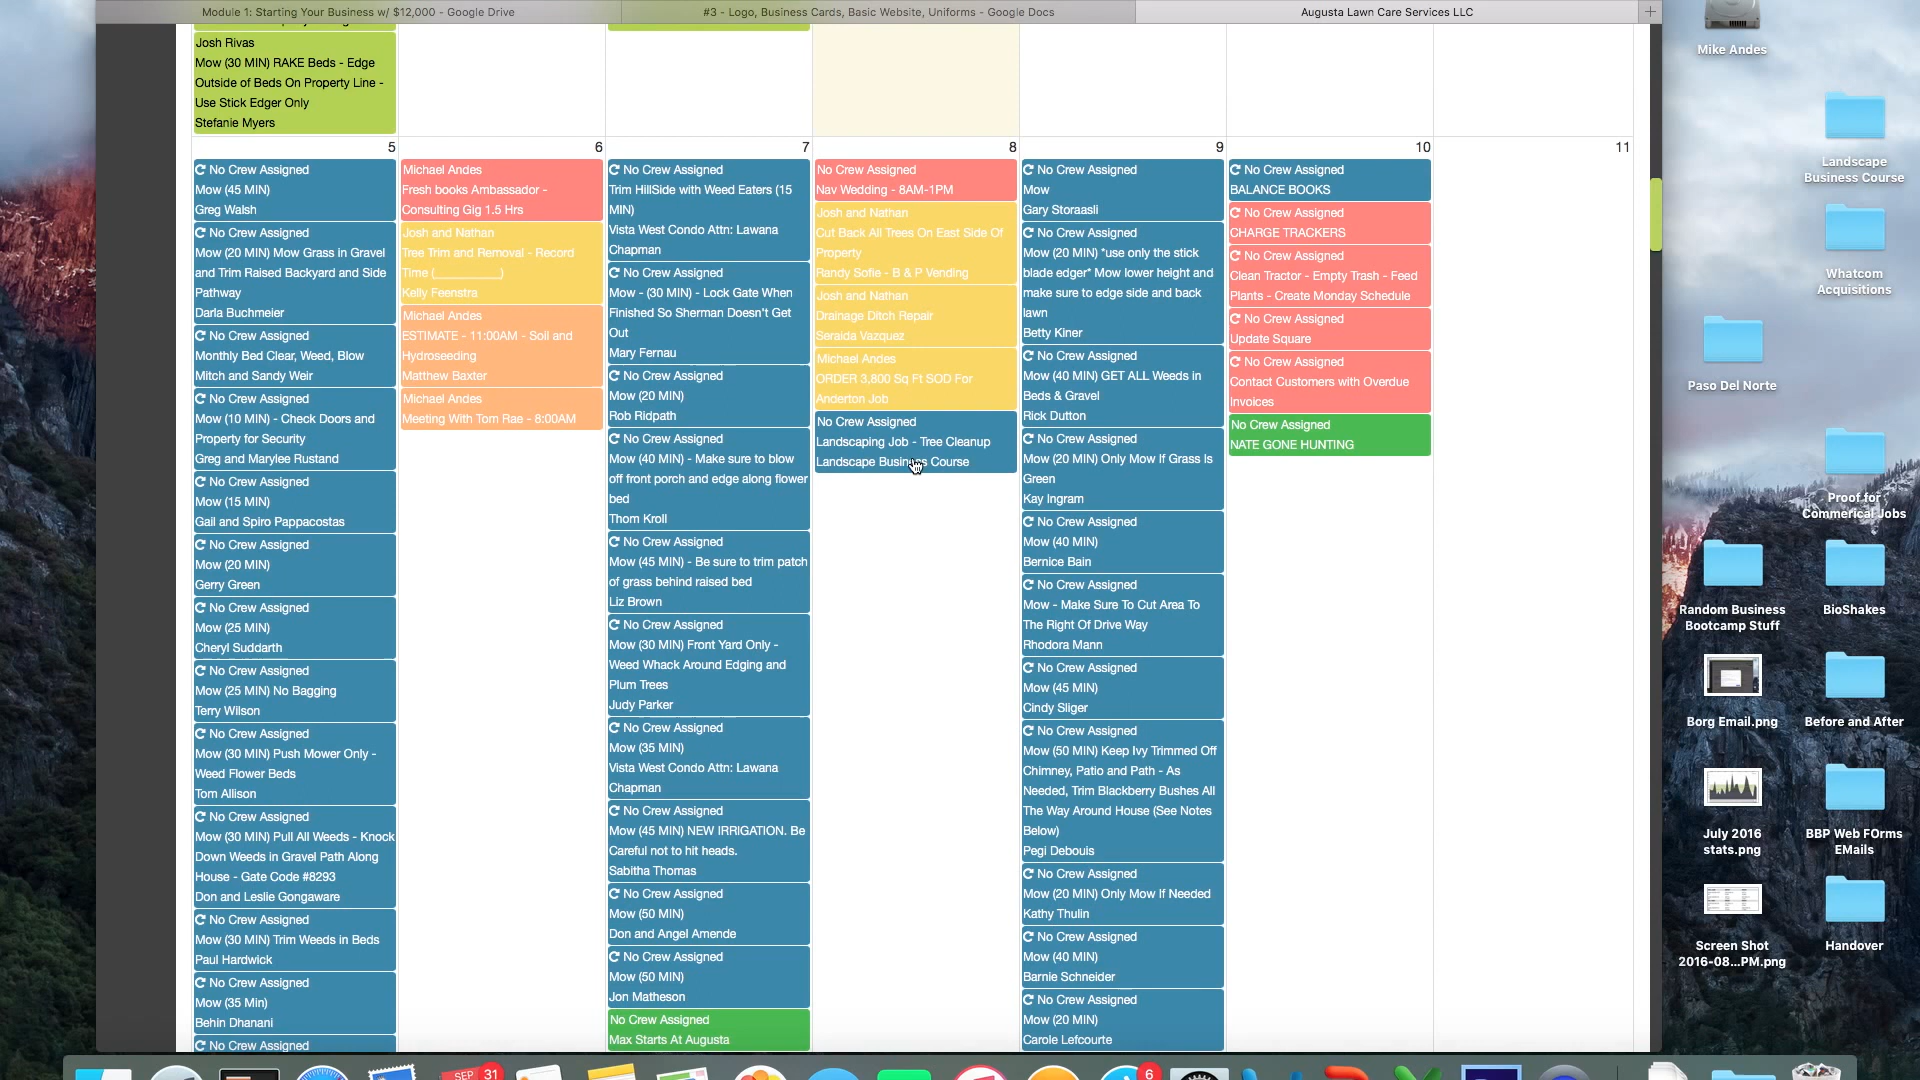 Module 1: Starting Your Business w/ $12,000 - Google Drive
#3 - Logo, Business Cards, Basic Website, Uniforms - Google Docs
Augusta Lawn Care Services LLC
Josh Rivas
Mow (30 MIN) RAKE Beds - Edge
Outside of Beds On Property Line -
Use Stick Edger Only
Stefanie Myers
5
No Crew Assigned
Mow (45 MIN)
Greg Walsh
No Crew Assigned
Mow (20 MIN) Mow Grass in Gravel
and Trim Raised Backyard and Side
Pathway
Darla Buchmeier
No Crew Assigned
Monthly Bed Clear, Weed, Blow
Mitch and Sandy Weir
No Crew Assigned
Mow (10 MIN) - Check Doors and
Property for Security
Greg and Marylee Rustand
No Crew Assigned
Mow (15 MIN)
Gail and Spiro Pappacostas
No Crew Assigned
Mow (20 MIN)
Gerry Green
No Crew Assigned
Mow (25 MIN)
Cheryl Suddarth
No Crew Assigned
Mow (25 MIN) No Bagging
Terry Wilson
No Crew Assigned
Mow (30 MIN) Push Mower Only -
Weed Flower Beds
Tom Allison
No Crew Assigned
Mow (30 MIN) Pull All Weeds - Knock
Down Weeds in Gravel Path Along
House - Gate Code #8293
Don and Leslie Gongaware
No Crew Assigned
Mow (30 MIN) Trim Weeds in Beds
Paul Hardwick
No Crew Assigned
Mow (35 Min)
Behin Dhanani
No Crew Assigned
6
Michael Andes
Fresh books Ambassador -
Consulting Gig 1.5 Hrs
Josh and Nathan
Tree Trim and Removal - Record
Time (__________)
Kelly Feenstra
Michael Andes
ESTIMATE - 11:00AM - Soil and
Hydroseeding
Matthew Baxter
Michael Andes
Meeting With Tom Rae - 8:00AM
7
No Crew Assigned
Trim HillSide with Weed Eaters (15
MIN)
Vista West Condo Attn: Lawana
Chapman
No Crew Assigned
Mow - (30 MIN) - Lock Gate When
Finished So Sherman Doesn't Get
Out
Mary Fernau
No Crew Assigned
Mow (20 MIN)
Rob Ridpath
No Crew Assigned
Mow (40 MIN) - Make sure to blow
off front porch and edge along flower
bed
Thom Kroll
No Crew Assigned
Mow (45 MIN) - Be sure to trim patch
of grass behind raised bed
Liz Brown
No Crew Assigned
Mow (30 MIN) Front Yard Only -
Weed Whack Around Edging and
Plum Trees
Judy Parker
No Crew Assigned
Mow (35 MIN)
Vista West Condo Attn: Lawana
Chapman
No Crew Assigned
Mow (45 MIN) NEW IRRIGATION. Be
Careful not to hit heads.
Sabitha Thomas
No Crew Assigned
Mow (50 MIN)
Don and Angel Amende
No Crew Assigned
Mow (50 MIN)
Jon Matheson
No Crew Assigned
Max Starts At Augusta
8
No Crew Assigned
Nav Wedding - 8AM-1PM
Josh and Nathan
Cut Back All Trees On East Side Of
Property
Randy Sofie - B & P Vending
Josh and Nathan
Drainage Ditch Repair
Seraida Vazquez
Michael Andes
ORDER 3,800 Sq Ft SOD For
Anderton Job
No Crew Assigned
Landscaping Job - Tree Cleanup
Landscape Business Course
9
No Crew Assigned
Mow
Gary Storaasli
No Crew Assigned
Mow (20 MIN) *use only the stick
blade edger* Mow lower height and
make sure to edge side and back
lawn
Betty Kiner
No Crew Assigned
Mow (40 MIN) GET ALL Weeds in
Beds & Gravel
Rick Dutton
No Crew Assigned
Mow (20 MIN) Only Mow If Grass Is
Green
Kay Ingram
No Crew Assigned
Mow (40 MIN)
Bernice Bain
No Crew Assigned
Mow - Make Sure To Cut Area To
The Right Of Drive Way
Rhodora Mann
No Crew Assigned
Mow (45 MIN)
Cindy Sliger
No Crew Assigned
Mow (50 MIN) Keep Ivy Trimmed Off
Chimney, Patio and Path - As
Needed, Trim Blackberry Bushes All
The Way Around House (See Notes
Below)
Pegi Debouis
No Crew Assigned
Mow (20 MIN) Only Mow If Needed
Kathy Thulin
No Crew Assigned
Mow (40 MIN)
Barnie Schneider
No Crew Assigned
Mow (20 MIN)
Carole Lefcourte
10
No Crew Assigned
BALANCE BOOKS
No Crew Assigned
CHARGE TRACKERS
No Crew Assigned
Clean Tractor - Empty Trash - Feed
Plants - Create Monday Schedule
No Crew Assigned
Update Square
No Crew Assigned
Contact Customers with Overdue
Invoices
No Crew Assigned
NATE GONE HUNTING
11
Mike Andes
Landscape
Business Course
Whatcom
Acquisitions
Paso Del Norte
Proof for
Commerical Jobs
Random Business
Bootcamp Stuff
BioShakes
Borg Email.png
Before and After
July 2016
stats.png
BBP Web FOrms
EMails
Screen Shot
2016-08...PM.png
Handover
SEP
31
6